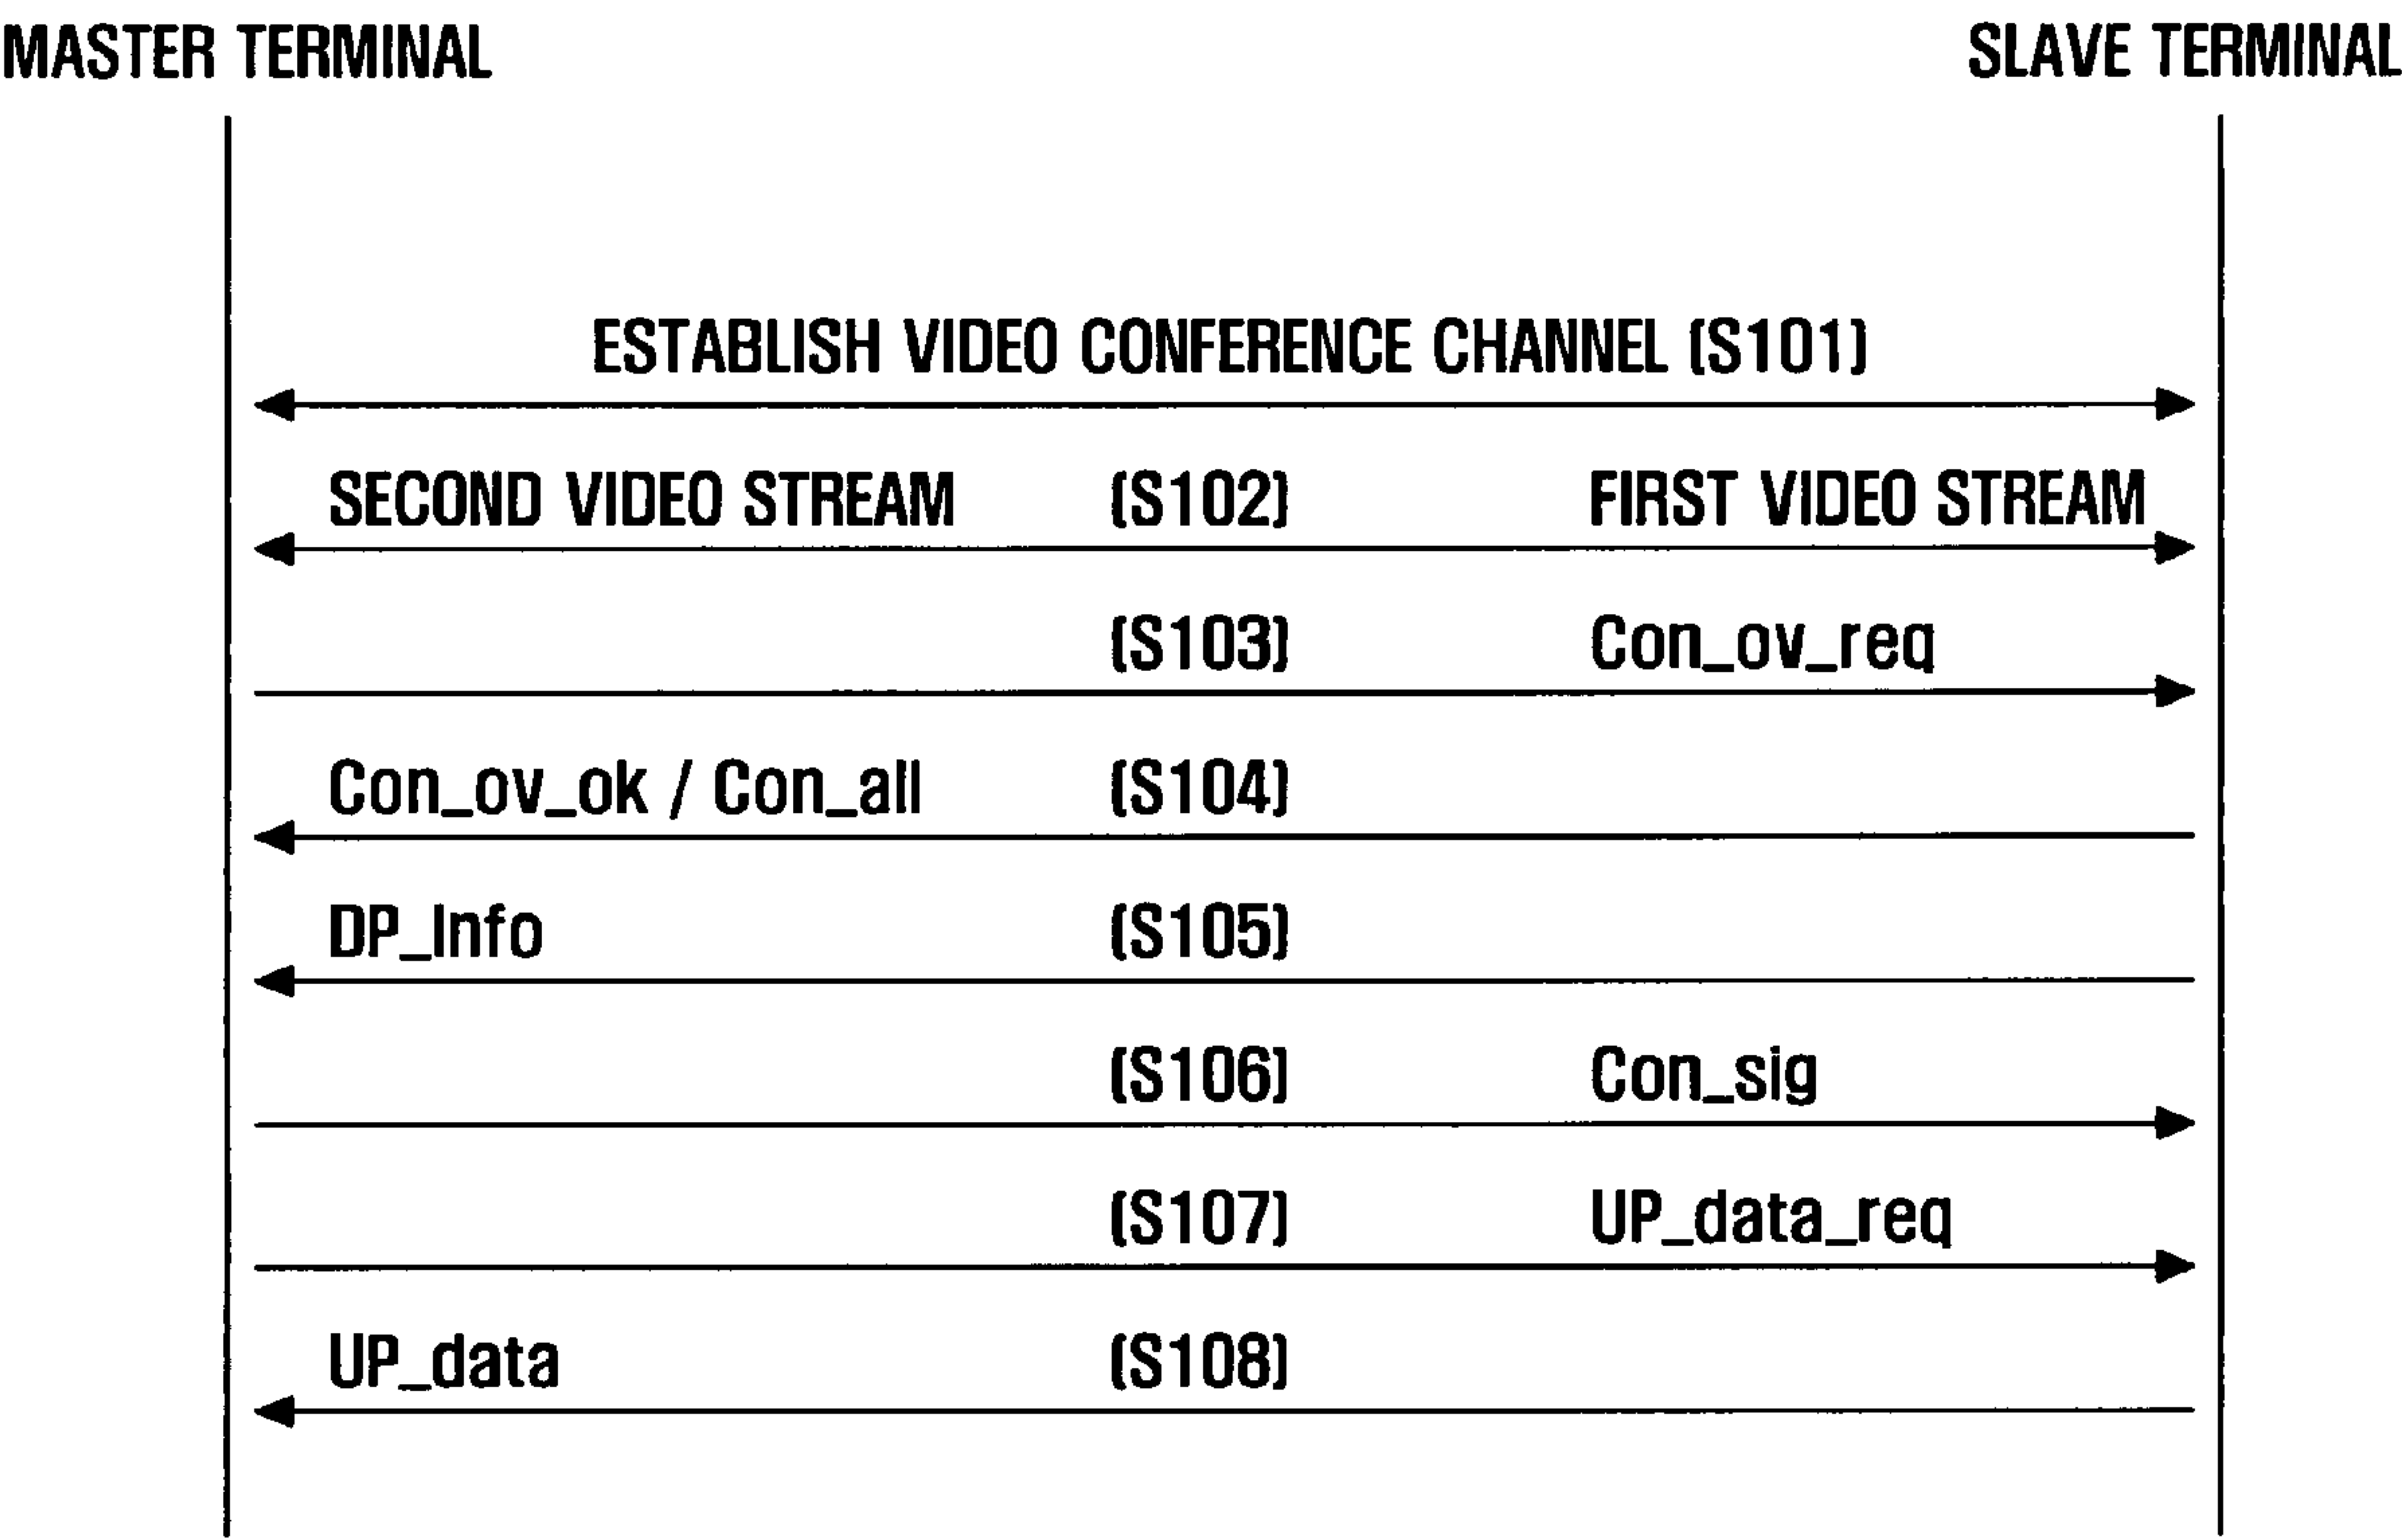 MASTER TERMINAL SLAVE TERMINAL
ESTABLISH VIDEO CONFERENCE CHANNEL (S101)
SECOND VIDEO STREAM (S102) FIRST VIDEO STREAM
(S103) Con_ov_req
Con_ov_ok / Con_all (S104)
DP_Info (S105)
(S106) Con_sig
(S107) UP_data_req
UP_data (S108)